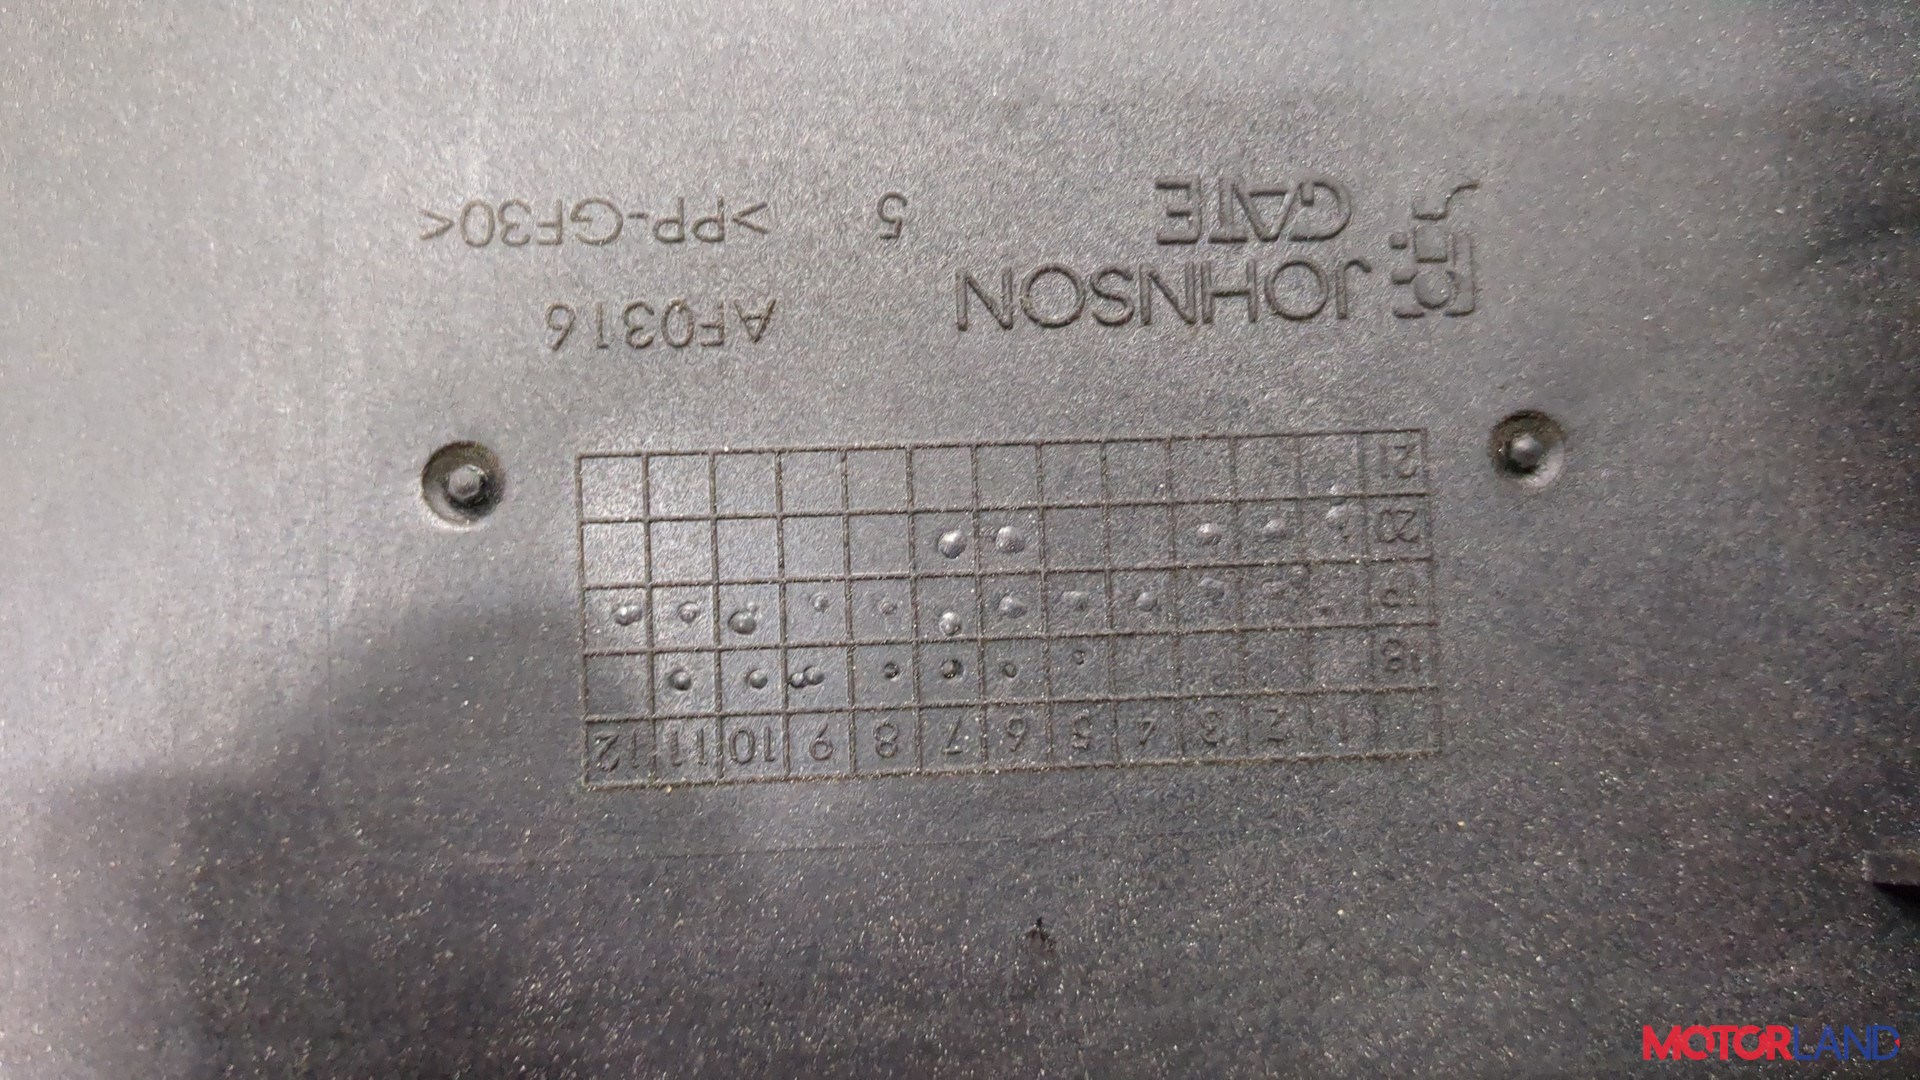 1 2 3 4 5 6 7 8 9 10 11 12
18
19
20
21
JOHNSON AF0316
GATE 5 >PP-GF30<
MOTORLAND